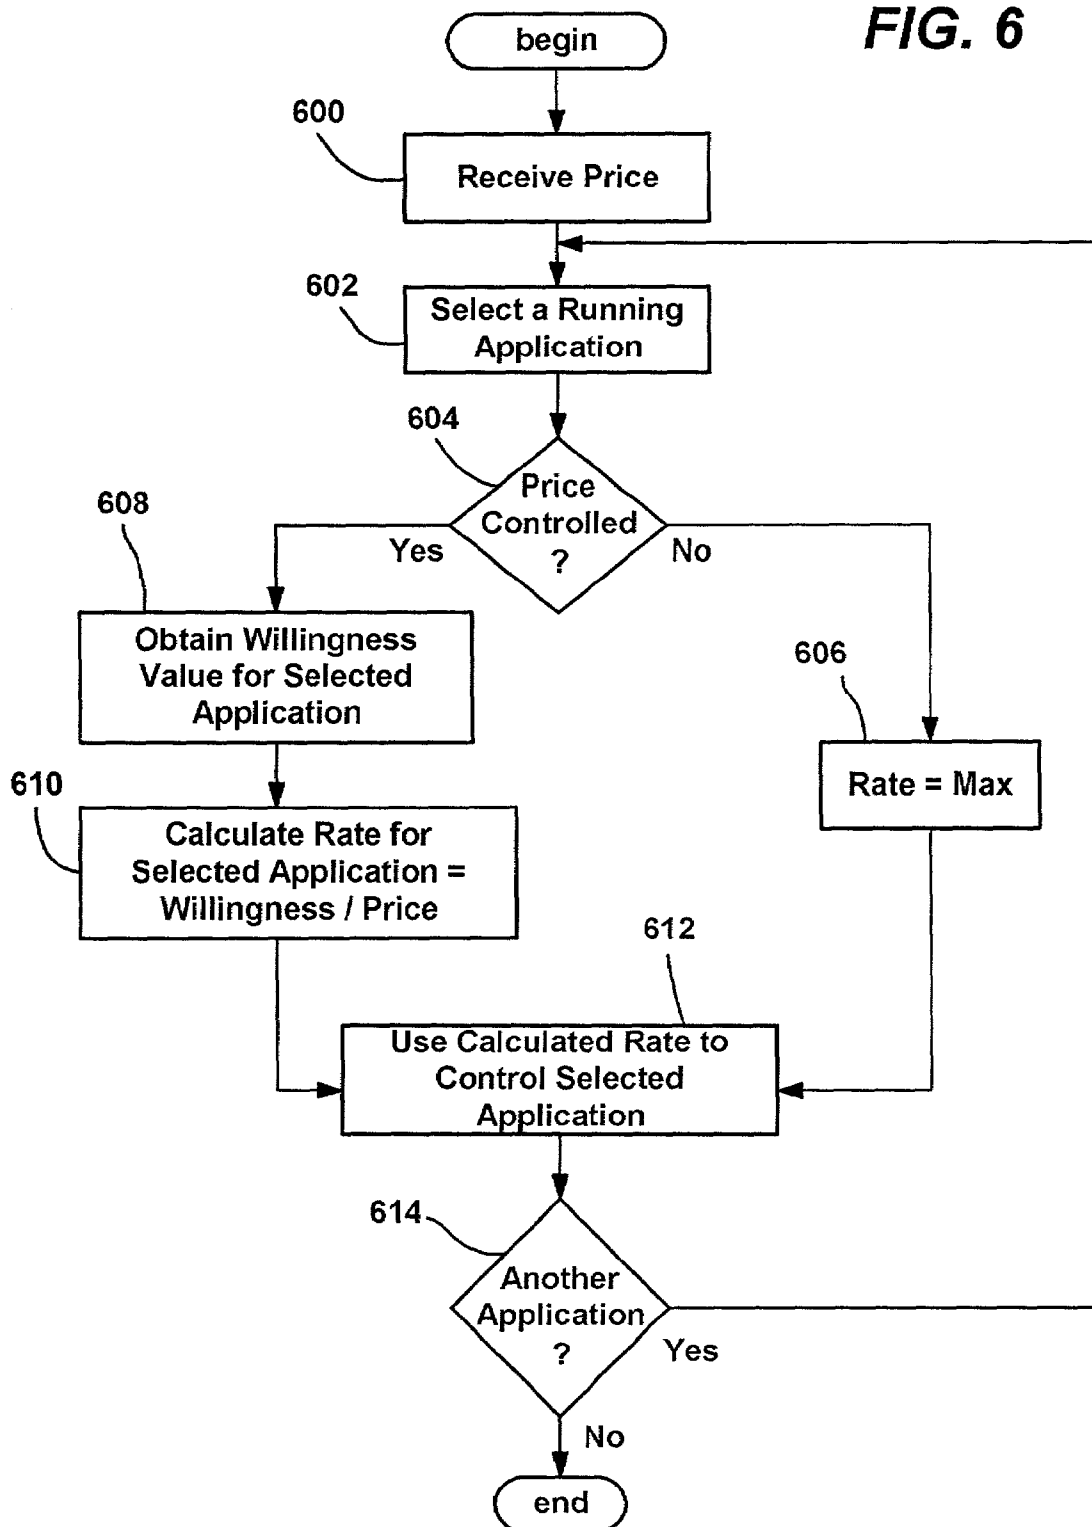 FIG. 6
begin
600
Receive Price
602
Select a Running
Application
604
Price
Controlled
?
Yes
No
608
Obtain Willingness
Value for Selected
Application
606
Rate = Max
610
Calculate Rate for
Selected Application =
Willingness / Price
612
Use Calculated Rate to
Control Selected
Application
614
Another
Application
?
Yes
No
end